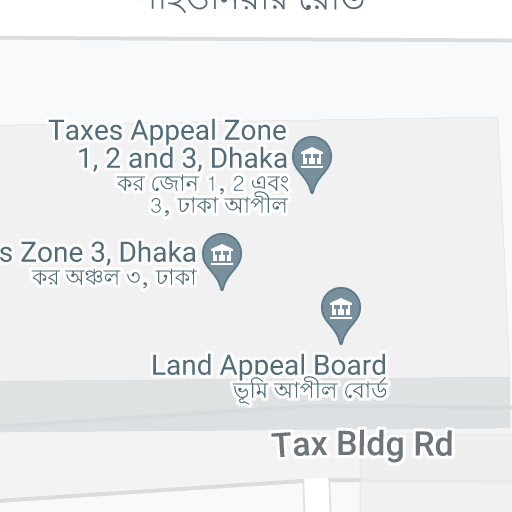 Taxes Appeal Zone
1, 2 and 3, Dhaka
কর জোন 1, 2 এবং
3, ঢাকা আপীল
s Zone 3, Dhaka
কর অঞ্চল ৩, ঢাকা
Land Appeal Board
ভূমি আপীল বোর্ড
Tax Bldg Rd